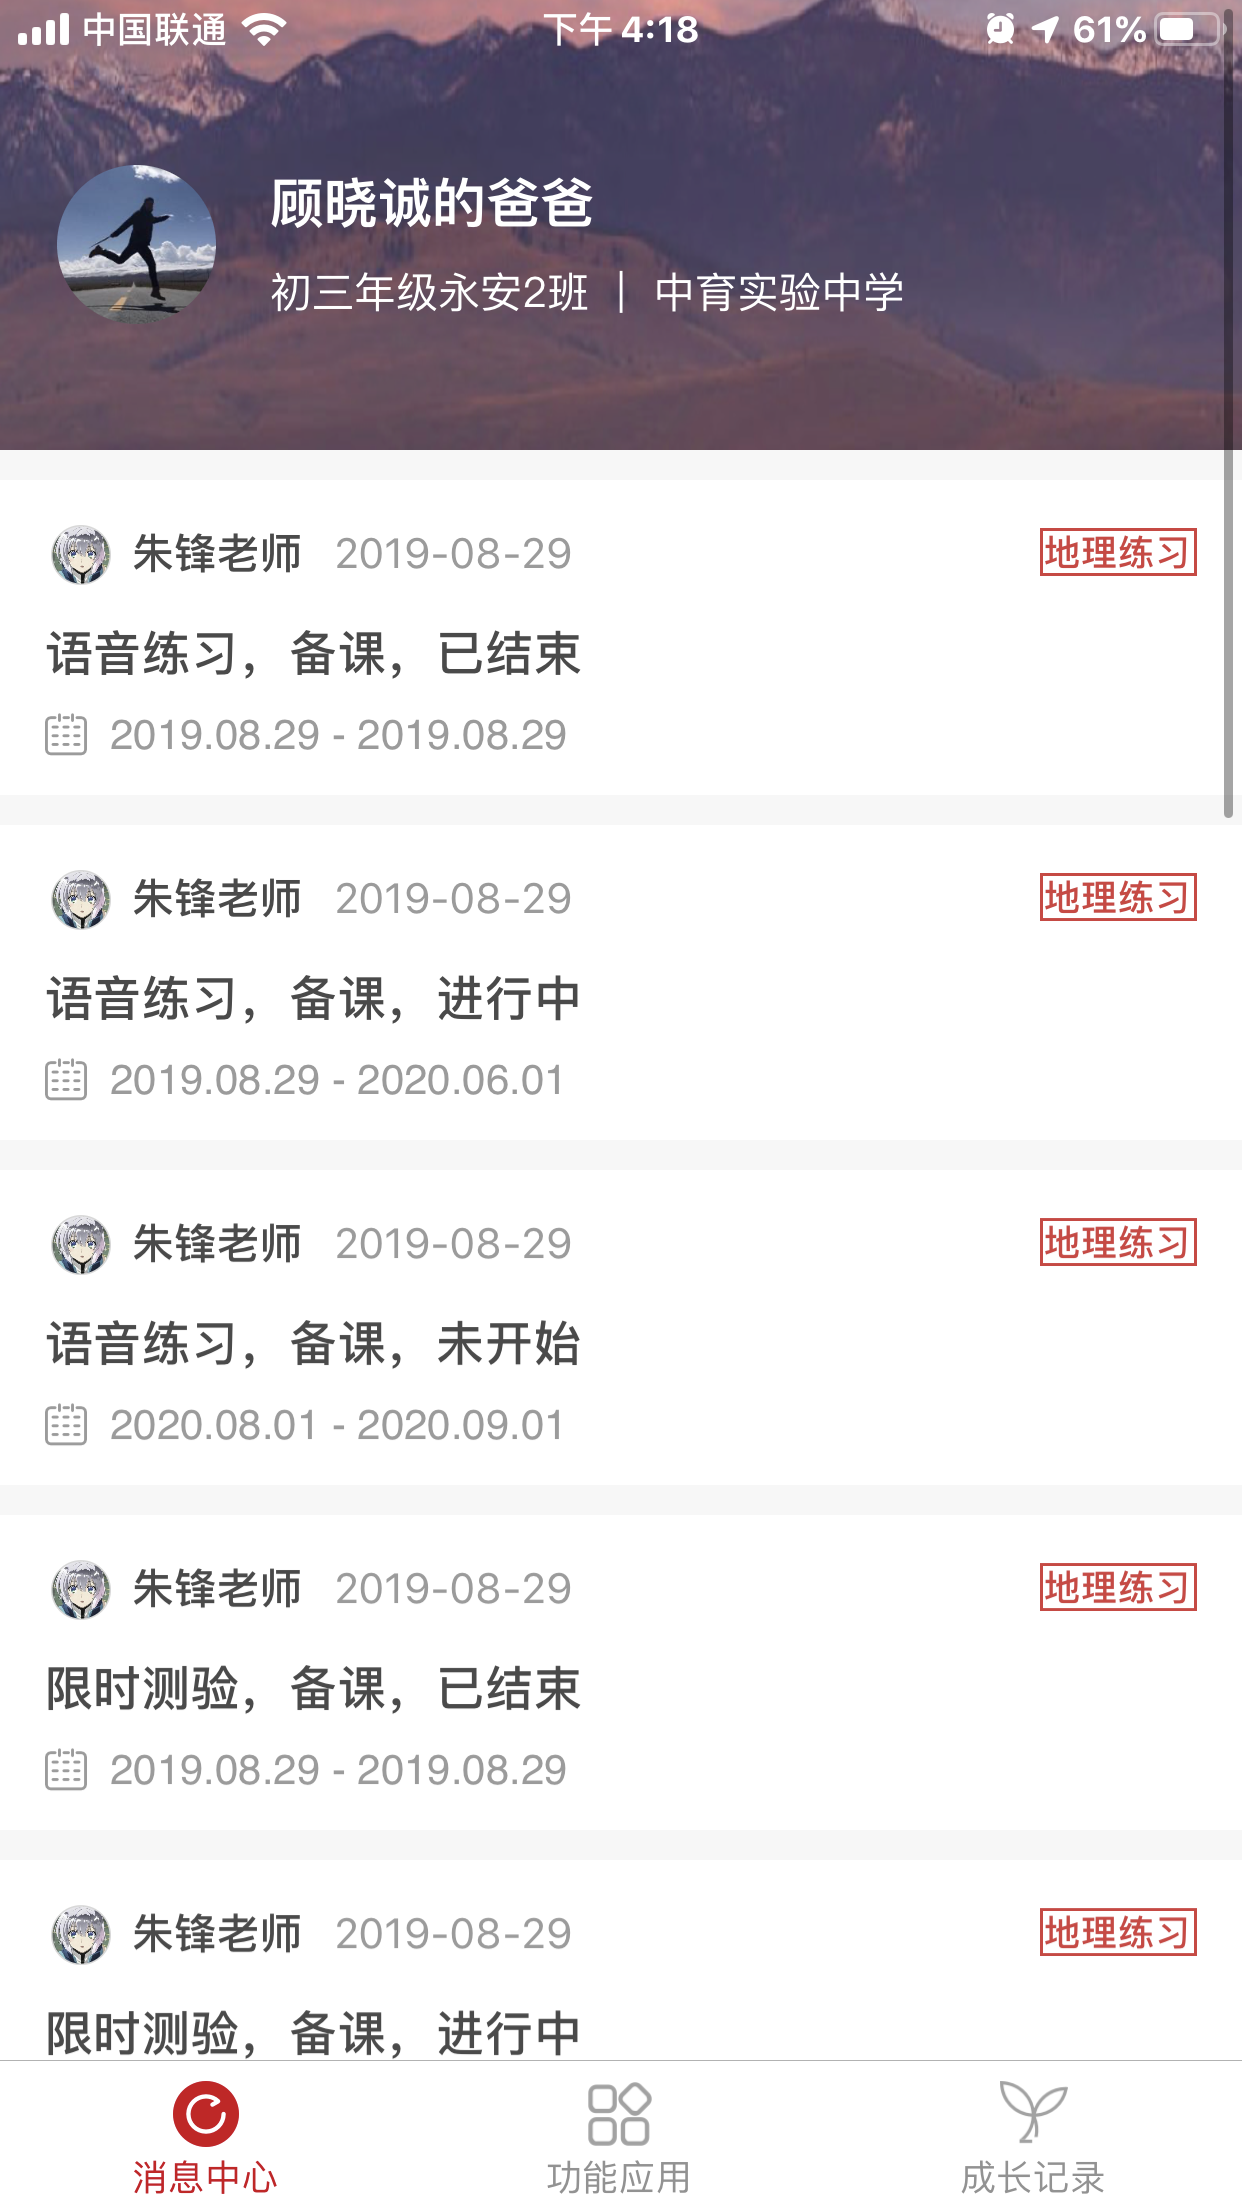 中国联通 下午 4:18 61%
顾晓诚的爸爸
初三年级永安2班 | 中育实验中学
朱锋老师 2019-08-29 地理练习
语音练习，备课，已结束
2019.08.29 - 2019.08.29
朱锋老师 2019-08-29 地理练习
语音练习，备课，进行中
2019.08.29 - 2020.06.01
朱锋老师 2019-08-29 地理练习
语音练习，备课，未开始
2020.08.01 - 2020.09.01
朱锋老师 2019-08-29 地理练习
限时测验，备课，已结束
2019.08.29 - 2019.08.29
朱锋老师 2019-08-29 地理练习
限时测验，备课，进行中
消息中心 功能应用 成长记录